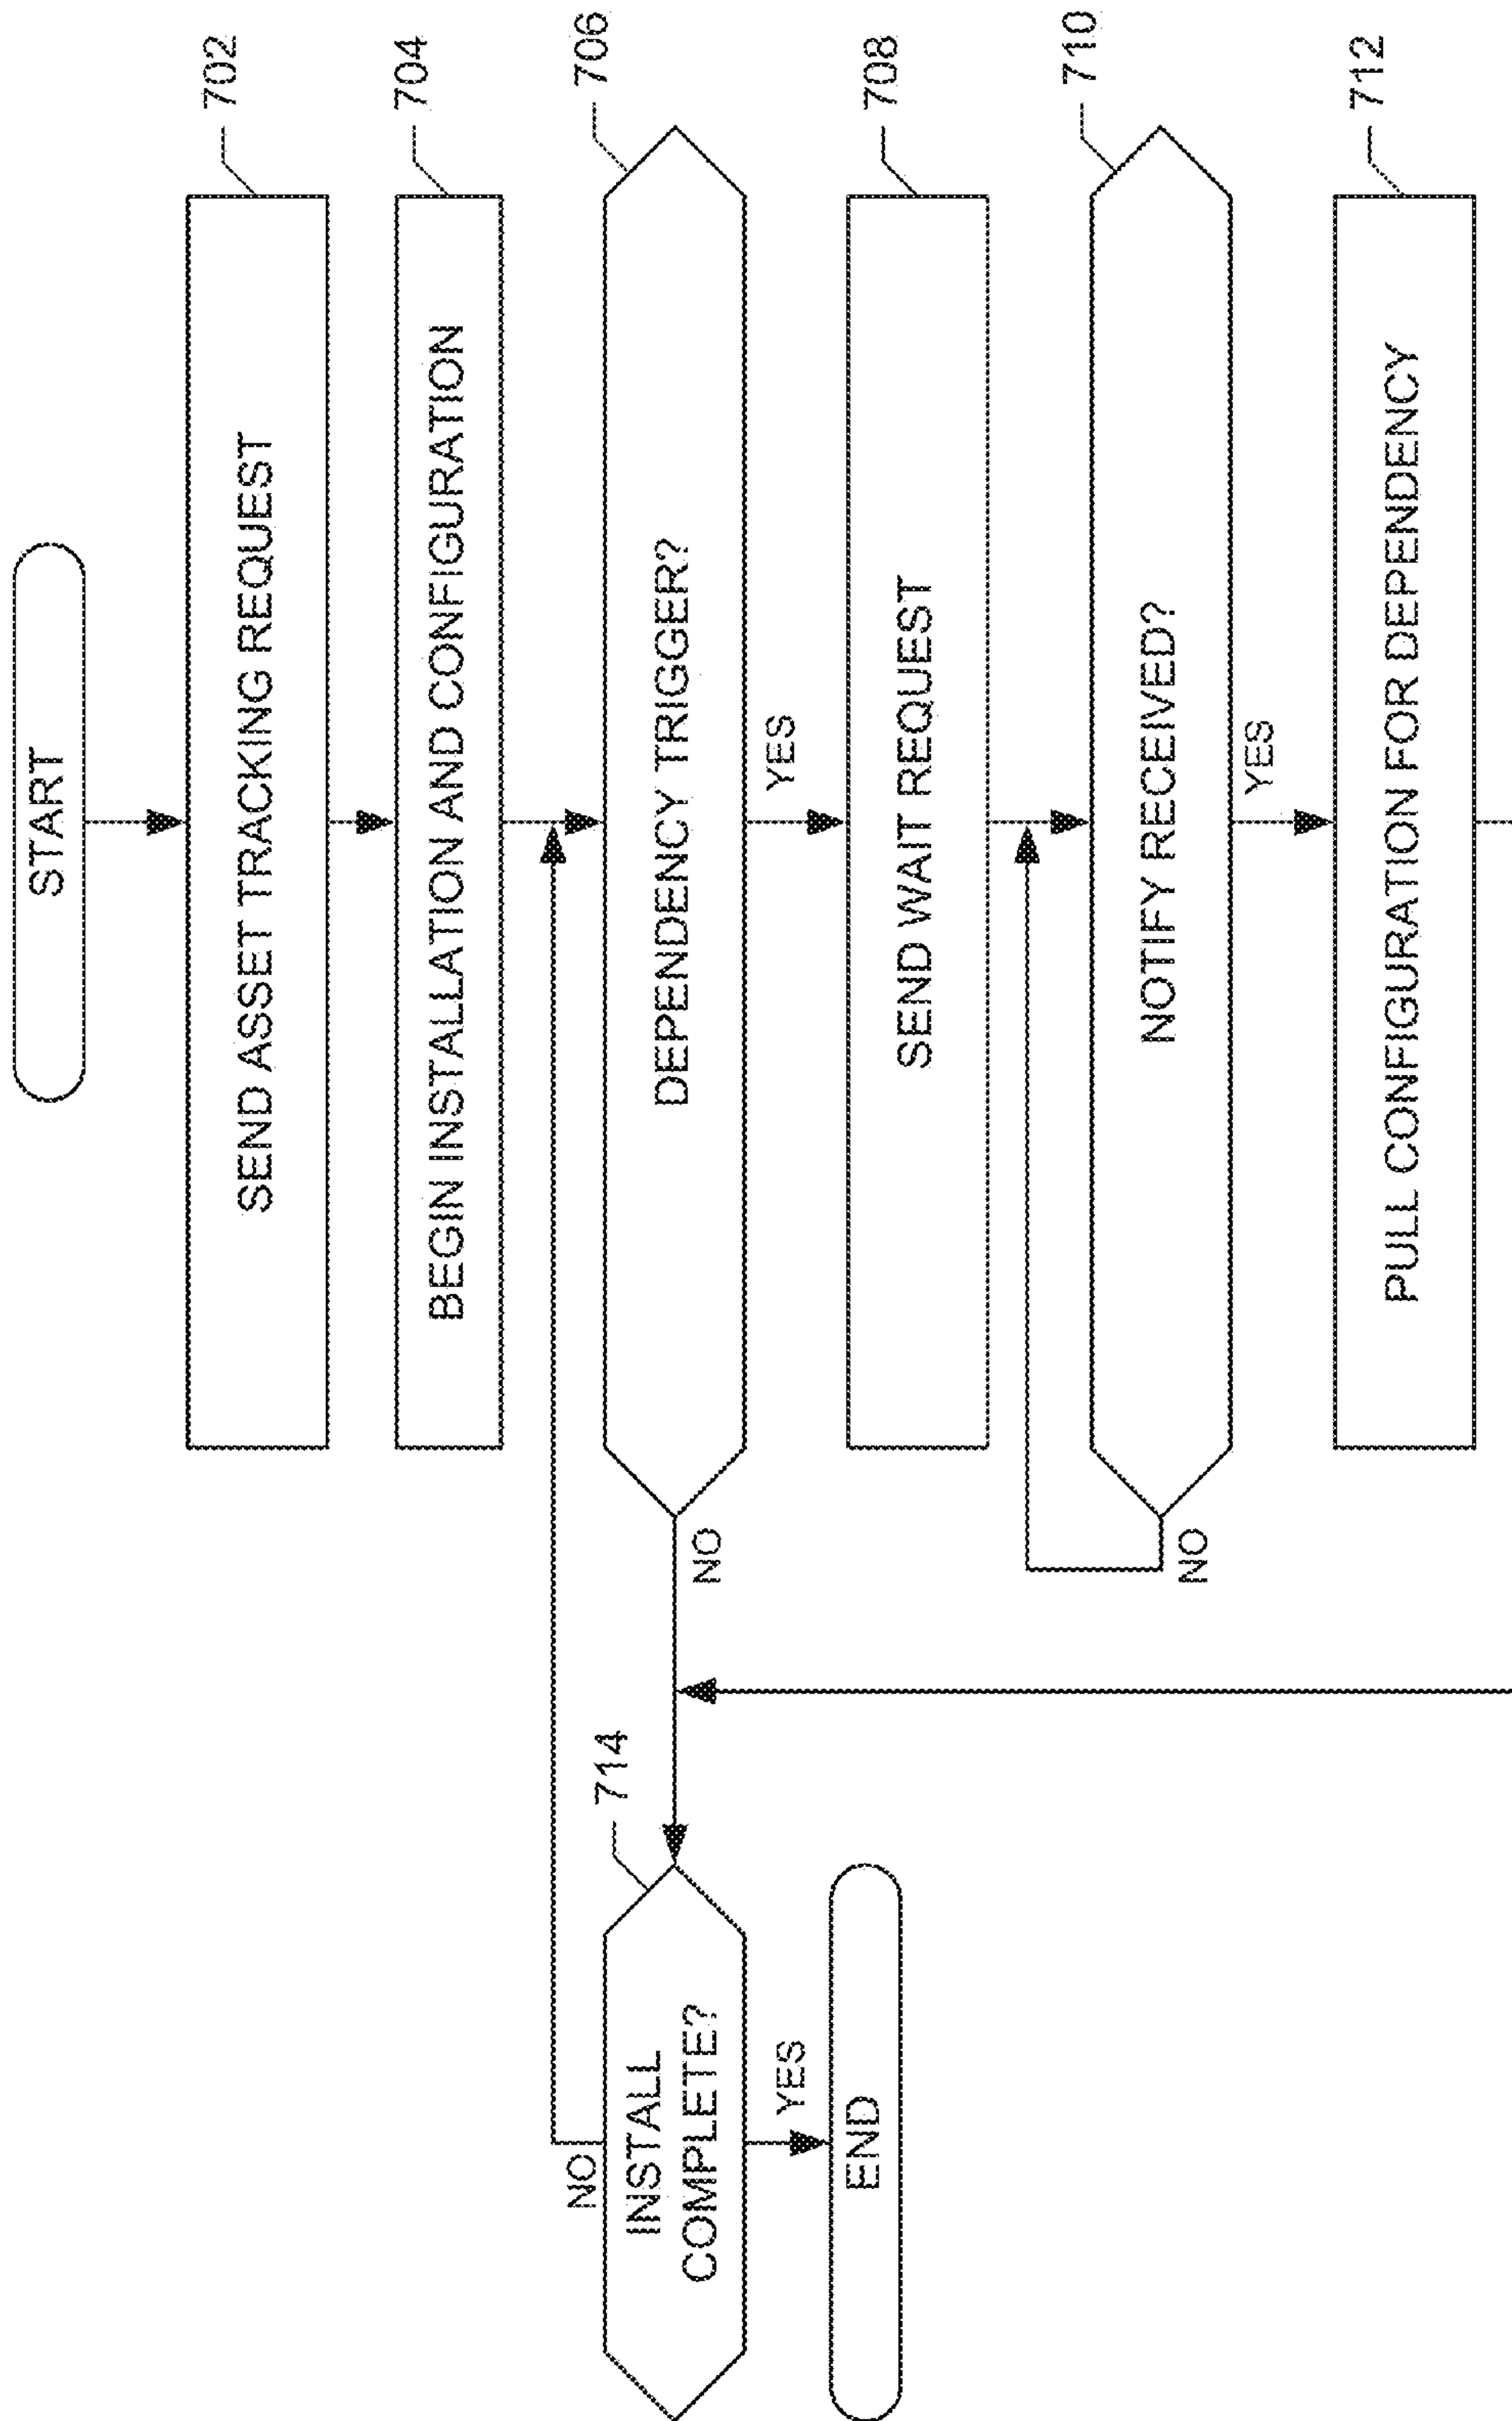 START
SEND ASSET TRACKING REQUEST
702
BEGIN INSTALLATION AND CONFIGURATION
704
DEPENDENCY TRIGGER?
706
YES
NO
SEND WAIT REQUEST
708
NOTIFY RECEIVED?
710
YES
NO
PULL CONFIGURATION FOR DEPENDENCY
712
INSTALL
COMPLETE?
714
NO
YES
END